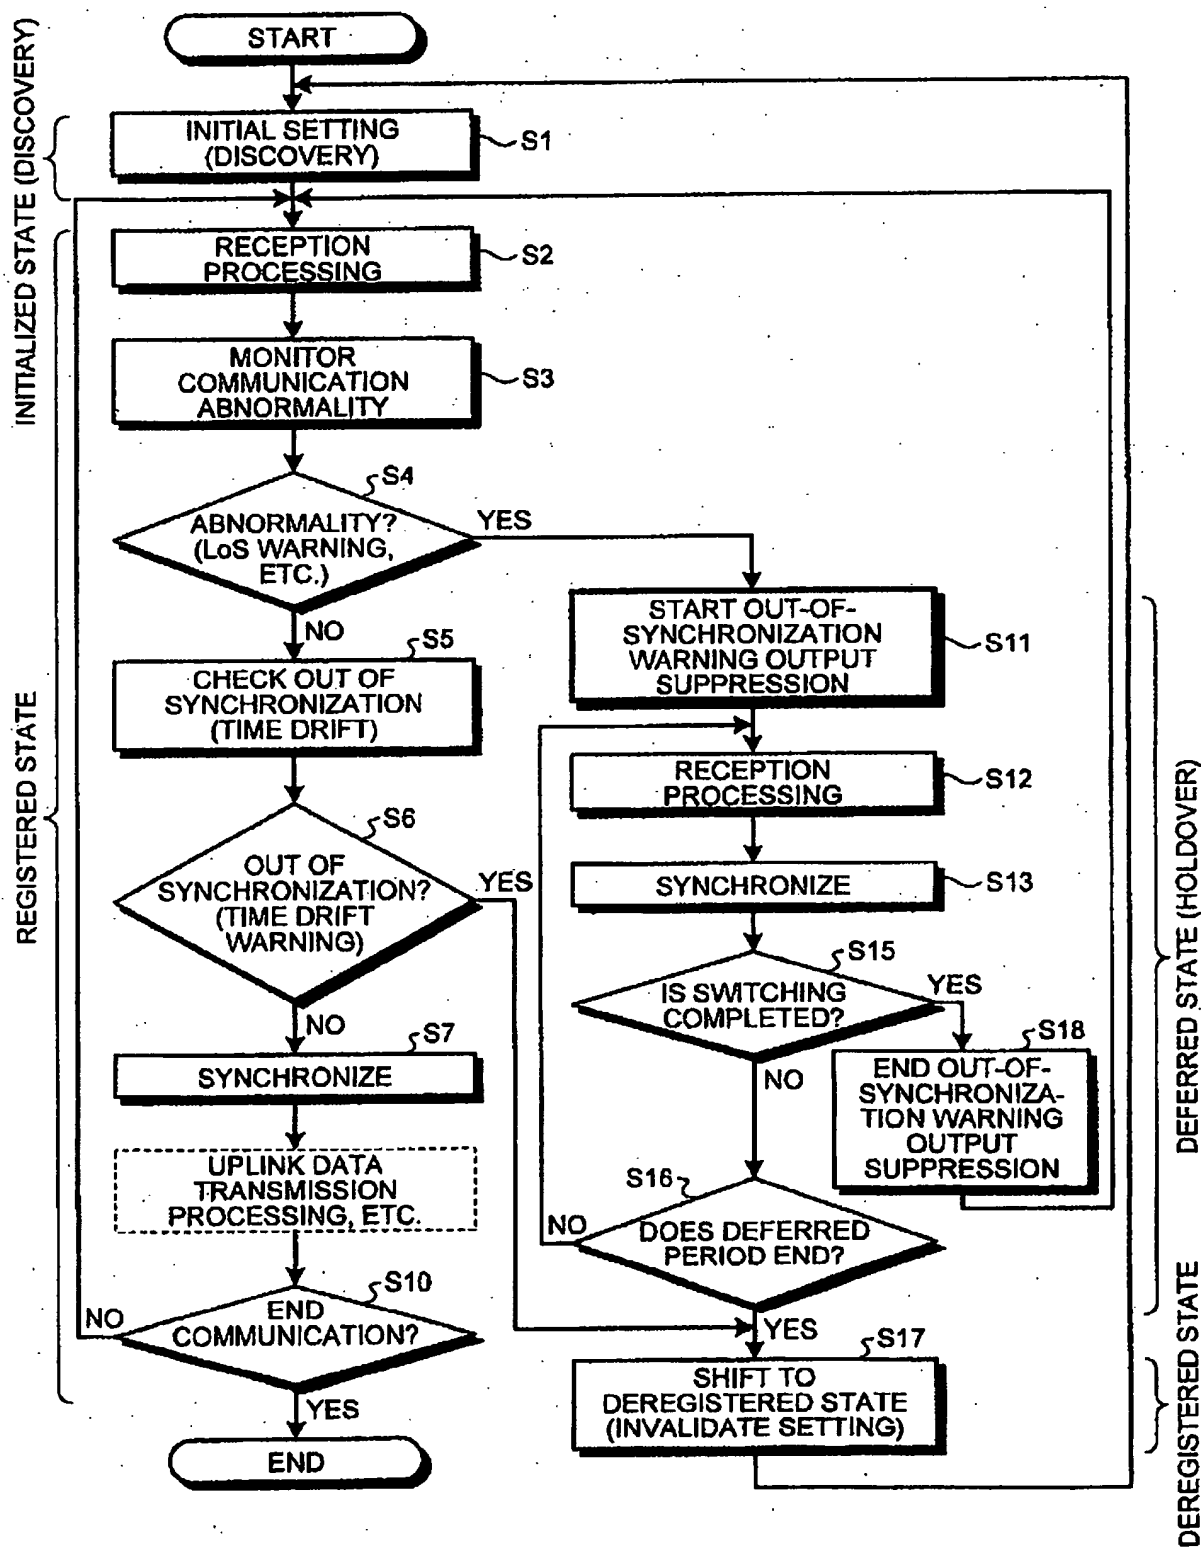 START
INITIAL SETTING
(DISCOVERY)
S1
RECEPTION
PROCESSING
S2
MONITOR
COMMUNICATION
ABNORMALITY
S3
S4
ABNORMALITY?
(LoS WARNING,
ETC.)
YES
NO
S5
CHECK OUT OF
SYNCHRONIZATION
(TIME DRIFT)
S6
OUT OF
SYNCHRONIZATION?
(TIME DRIFT
WARNING)
YES
NO
S7
SYNCHRONIZE
UPLINK DATA
TRANSMISSION
PROCESSING, ETC.
S10
END
COMMUNICATION?
NO
YES
END
START OUT-OF-
SYNCHRONIZATION
WARNING OUTPUT
SUPPRESSION
S11
RECEPTION
PROCESSING
S12
SYNCHRONIZE
S13
S15
IS SWITCHING
COMPLETED?
YES
NO
S18
END OUT-OF-
SYNCHRONIZA-
TION WARNING
OUTPUT
SUPPRESSION
S16
DOES DEFERRED
PERIOD END?
NO
YES
S17
SHIFT TO
DEREGISTERED STATE
(INVALIDATE SETTING)
INITIALIZED STATE (DISCOVERY)
REGISTERED STATE
DEFERRED STATE (HOLDOVER)
DEREGISTERED STATE